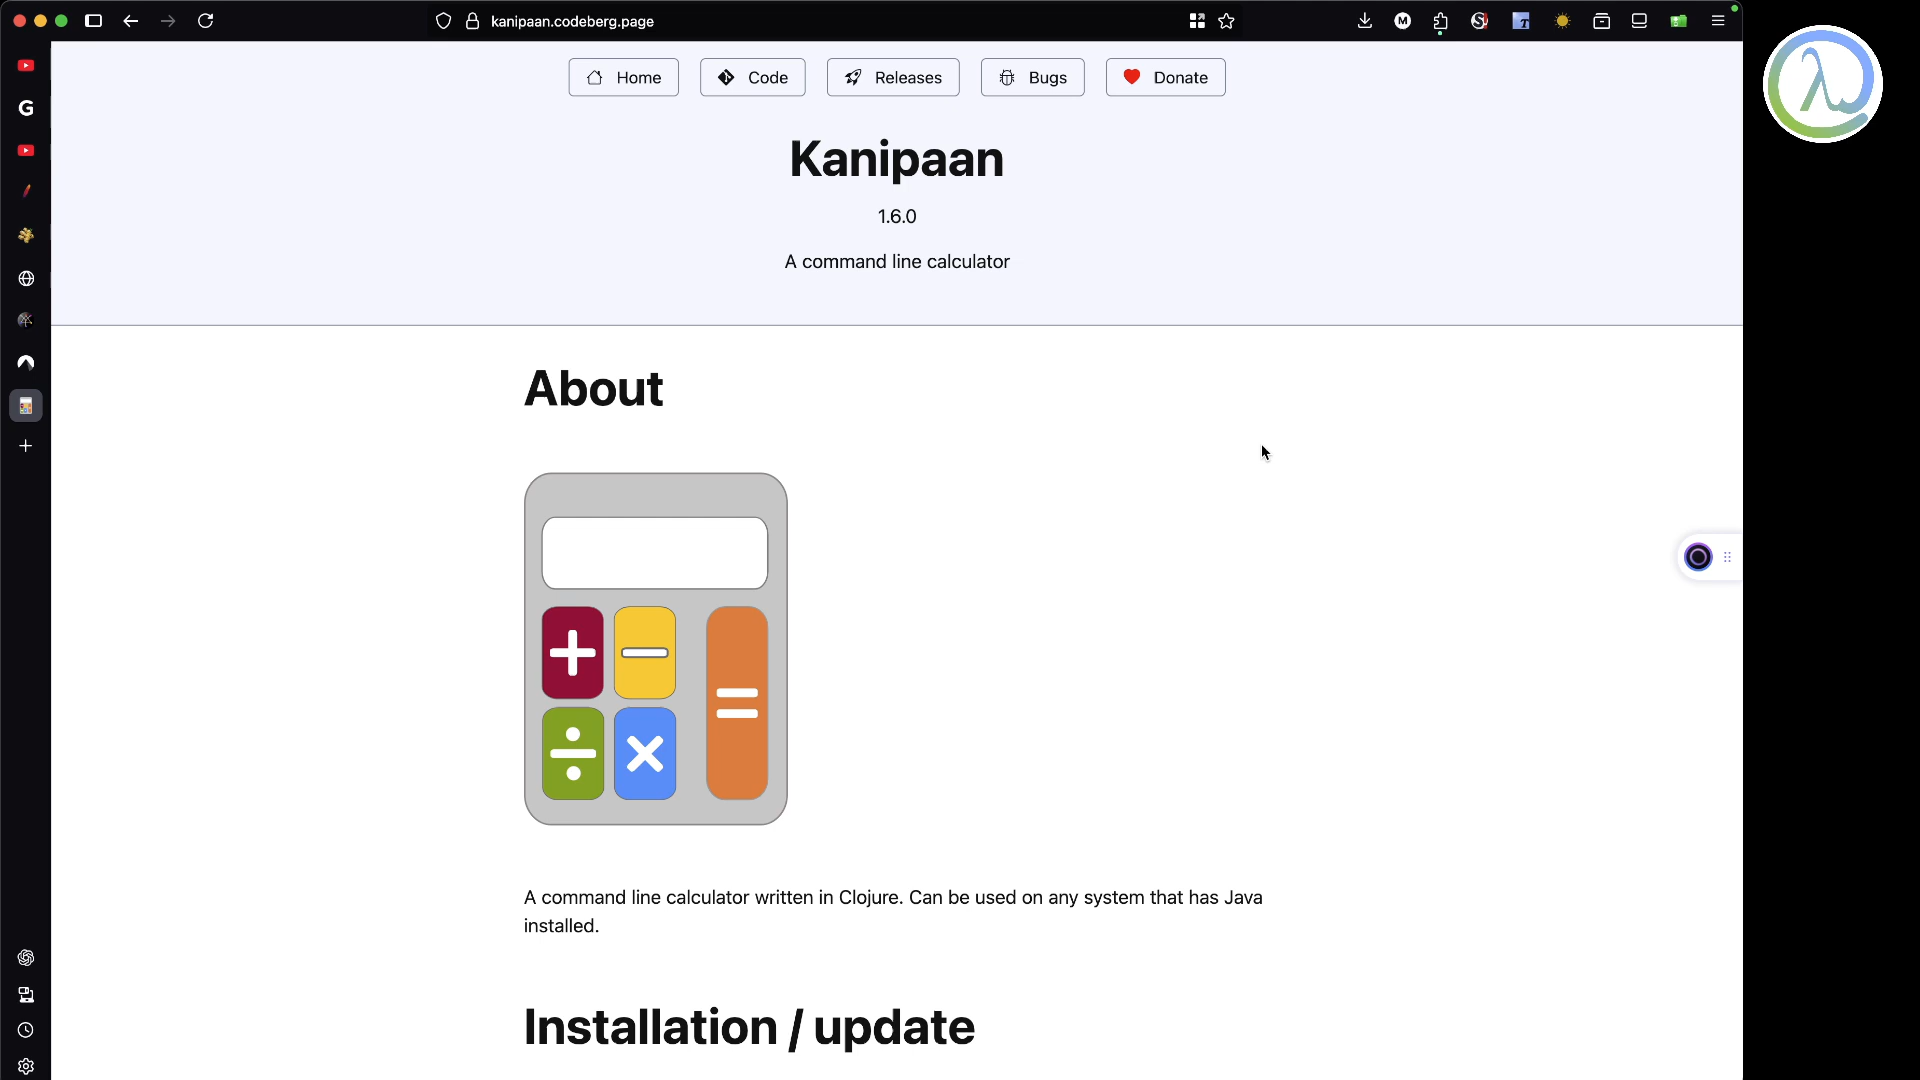 kanipaan.codeberg.page
Home
Code
Releases
Bugs
Donate
Kanipaan
1.6.0
A command line calculator
About
A command line calculator written in Clojure. Can be used on any system that has Java
installed.
Installation / update